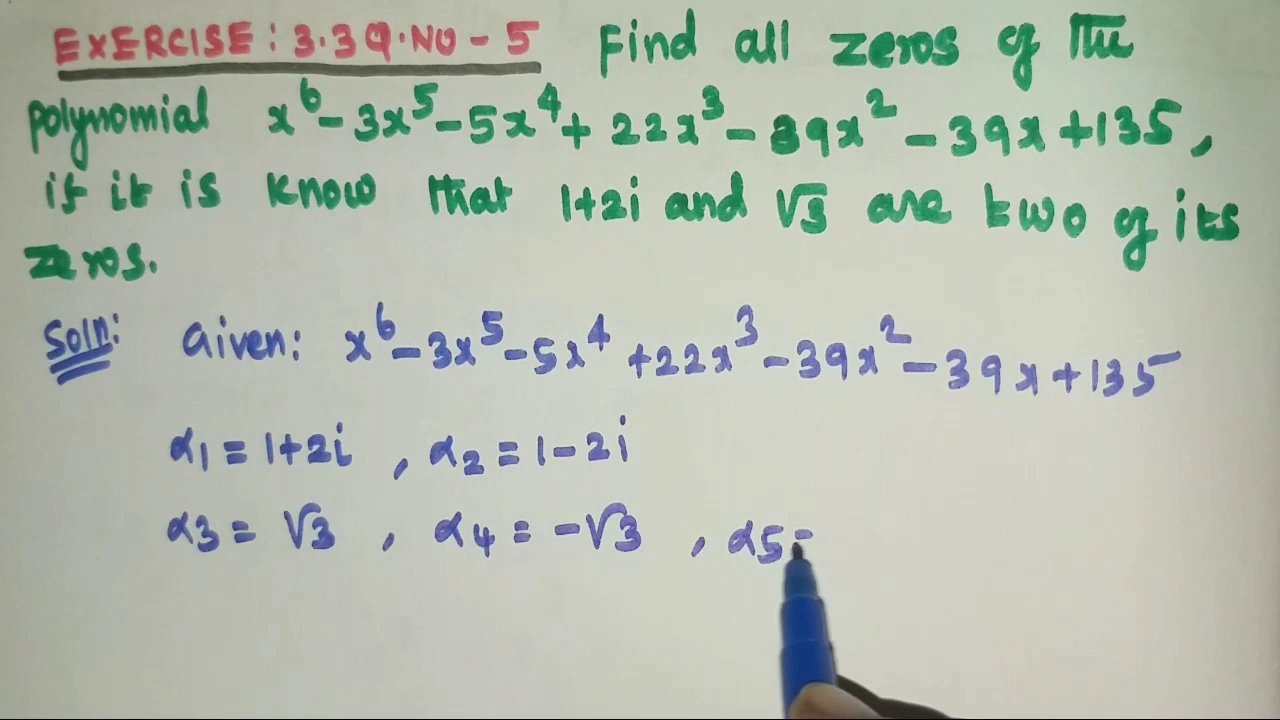 EXERCISE: 3.3 Q.NO - 5 Find all zeros of the
polynomial x⁶ - 3x⁵ - 5x⁴ + 22x³ - 39x² - 39x + 135,
if it is know that 1+2i and √3 are two of its
zeros.
Soln: Given: x⁶ - 3x⁵ - 5x⁴ + 22x³ - 39x² - 39x + 135
α₁ = 1+2i , α₂ = 1-2i
α₃ = √3 , α₄ = -√3 , α₅ =